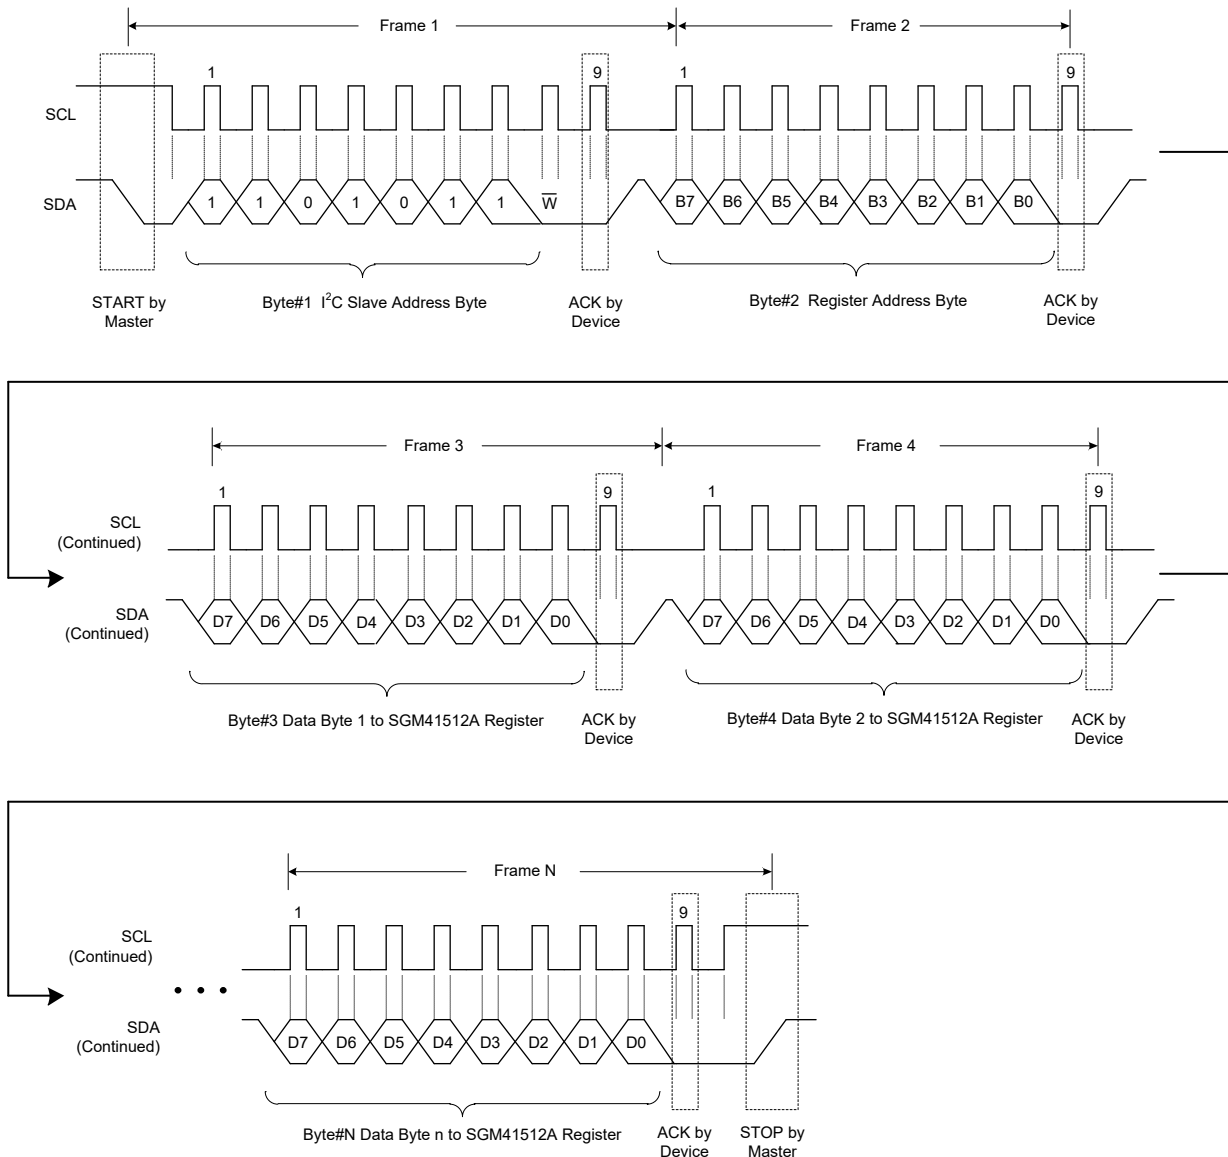 Frame 1 Frame 2
1 9 1 9
SCL
SDA 1 1 0 1 0 1 1 W̅ B7 B6 B5 B4 B3 B2 B1 B0
START by Master
Byte#1 I²C Slave Address Byte
ACK by Device
Byte#2 Register Address Byte
ACK by Device
Frame 3 Frame 4
1 9 1 9
SCL (Continued)
SDA (Continued) D7 D6 D5 D4 D3 D2 D1 D0 D7 D6 D5 D4 D3 D2 D1 D0
Byte#3 Data Byte 1 to SGM41512A Register
ACK by Device
Byte#4 Data Byte 2 to SGM41512A Register
ACK by Device
Frame N
1 9
SCL (Continued)
• • •
SDA (Continued) D7 D6 D5 D4 D3 D2 D1 D0
Byte#N Data Byte n to SGM41512A Register
ACK by Device
STOP by Master